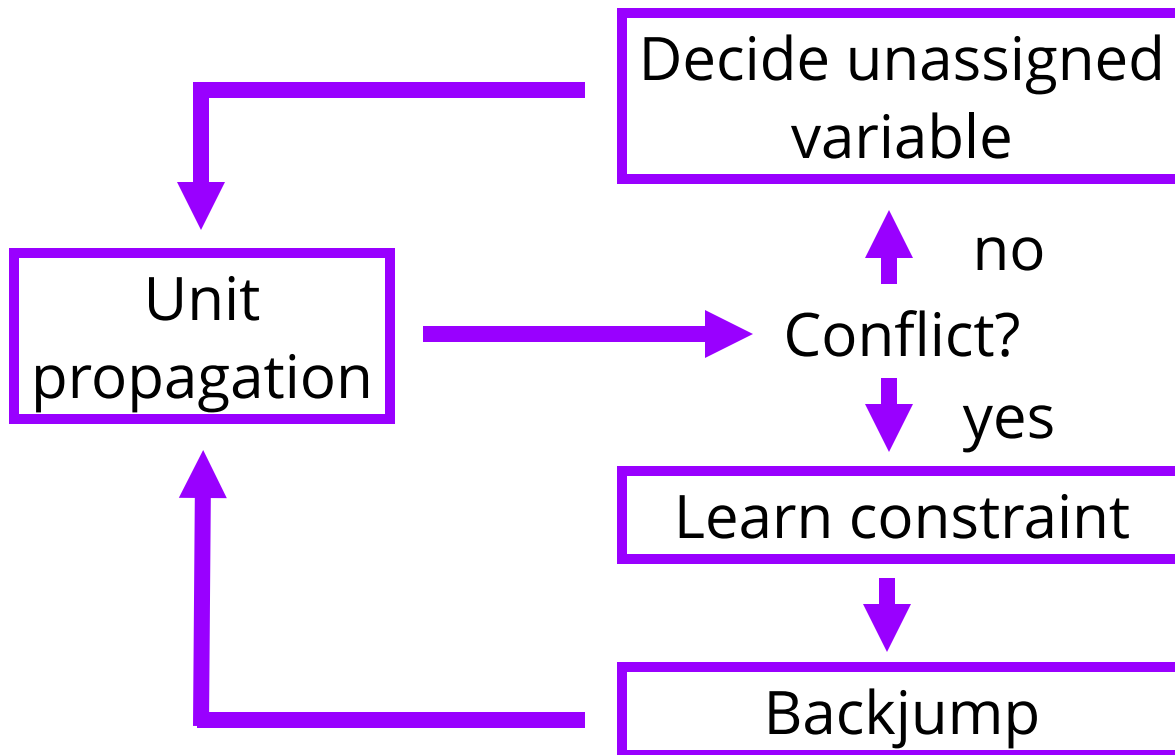 Decide unassigned
variable
no
Unit
propagation
Conflict?
yes
Learn constraint
Backjump